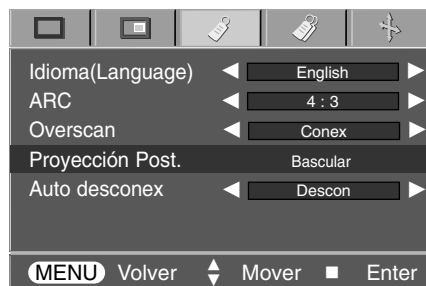 Idioma(Language) English
ARC 4 : 3
Overscan Conex
Proyección Post. Bascular
Auto desconex Descon
MENU Volver Mover Enter